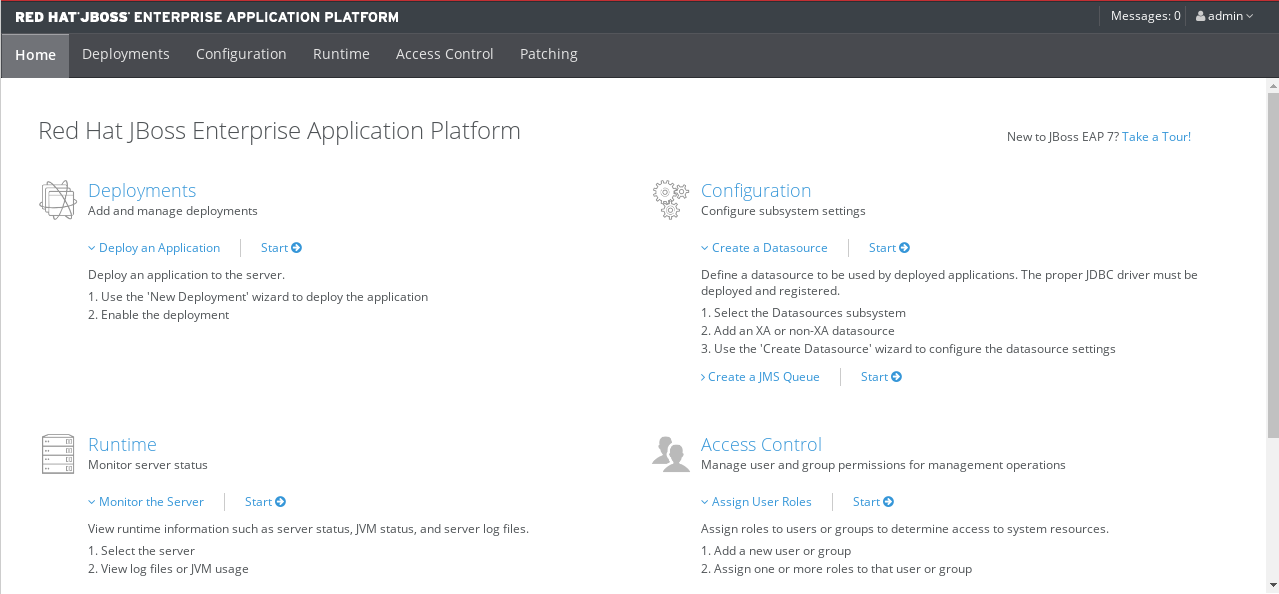 RED HAT JBOSS ENTERPRISE APPLICATION PLATFORM
Messages: 0
admin
Home
Deployments
Configuration
Runtime
Access Control
Patching
Red Hat JBoss Enterprise Application Platform
New to JBoss EAP 7? Take a Tour!
Deployments
Add and manage deployments
Deploy an Application
Start
Deploy an application to the server.
1. Use the 'New Deployment' wizard to deploy the application
2. Enable the deployment
Configuration
Configure subsystem settings
Create a Datasource
Start
Define a datasource to be used by deployed applications. The proper JDBC driver must be
deployed and registered.
1. Select the Datasources subsystem
2. Add an XA or non-XA datasource
3. Use the 'Create Datasource' wizard to configure the datasource settings
Create a JMS Queue
Start
Runtime
Monitor server status
Monitor the Server
Start
View runtime information such as server status, JVM status, and server log files.
1. Select the server
2. View log files or JVM usage
Access Control
Manage user and group permissions for management operations
Assign User Roles
Start
Assign roles to users or groups to determine access to system resources.
1. Add a new user or group
2. Assign one or more roles to that user or group